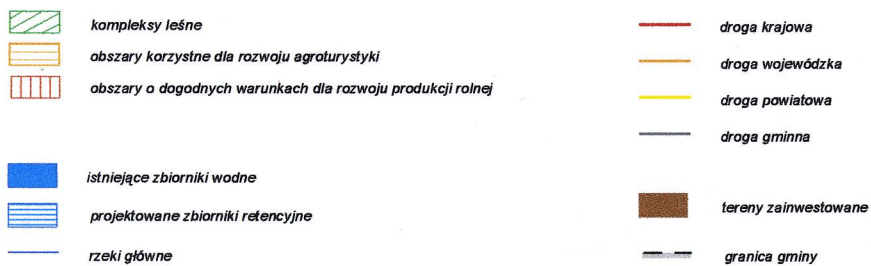 kompleksy leśne
obszary korzystne dla rozwoju agroturystyki
obszary o dogodnych warunkach dla rozwoju produkcji rolnej
istniejące zbiorniki wodne
projektowane zbiorniki retencyjne
rzeki główne
droga krajowa
droga wojewódzka
droga powiatowa
droga gminna
tereny zainwestowane
granica gminy